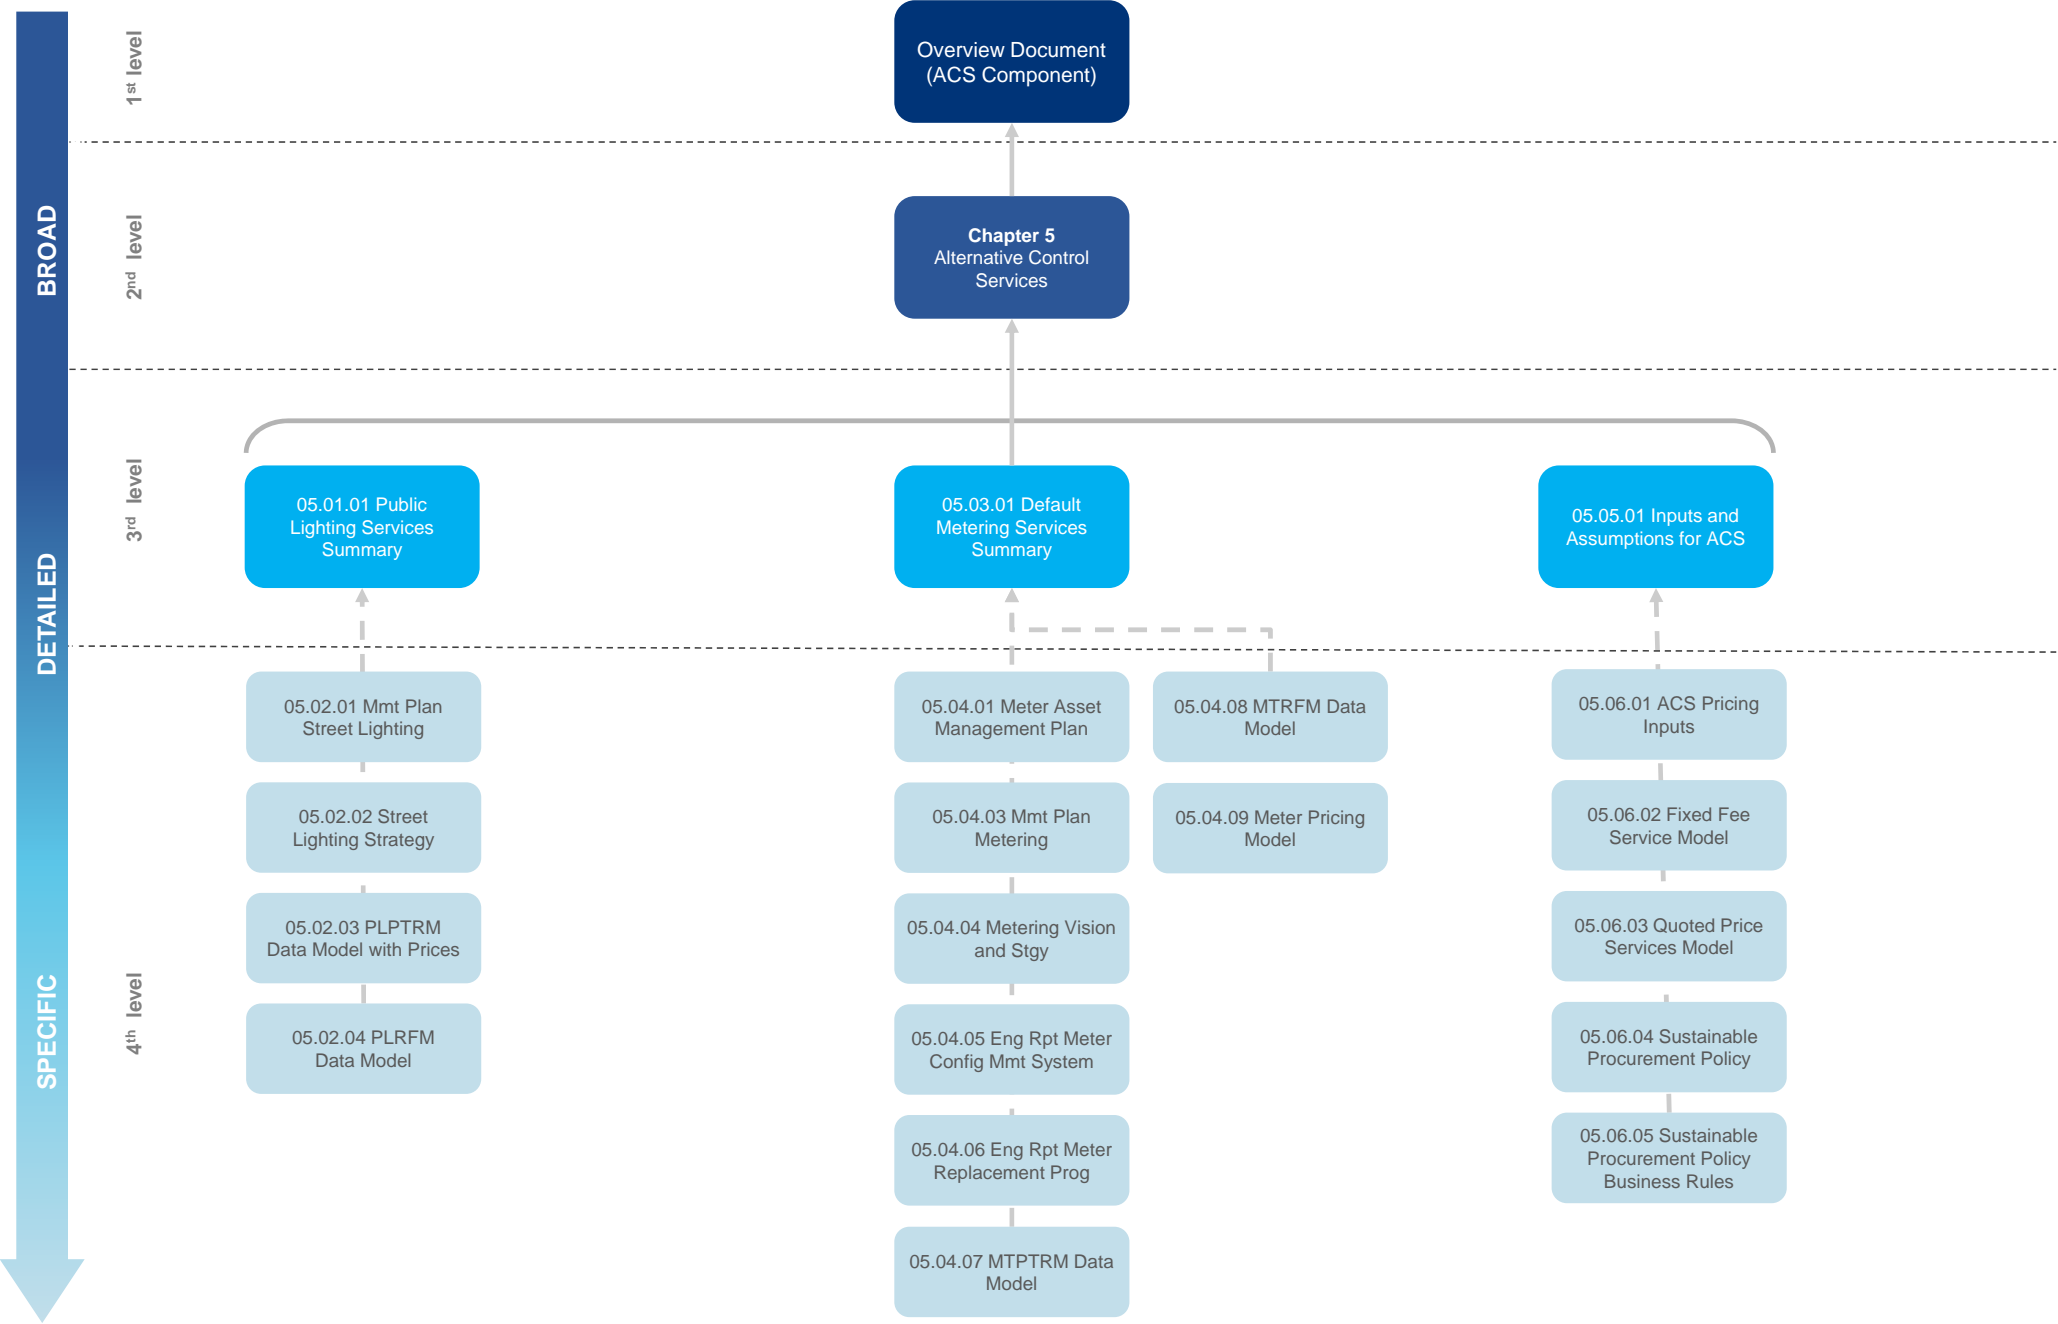 1st level
Overview Document
(ACS Component)
BROAD
2nd level
Chapter 5
Alternative Control
Services
DETAILED
3rd level
05.01.01 Public
Lighting Services
Summary
05.03.01 Default
Metering Services
Summary
05.05.01 Inputs and
Assumptions for ACS
SPECIFIC
4th level
05.02.01 Mmt Plan
Street Lighting
05.02.02 Street
Lighting Strategy
05.02.03 PLPTRM
Data Model with Prices
05.02.04 PLRFM
Data Model
05.04.01 Meter Asset
Management Plan
05.04.03 Mmt Plan
Metering
05.04.04 Metering Vision
and Stgy
05.04.05 Eng Rpt Meter
Config Mmt System
05.04.06 Eng Rpt Meter
Replacement Prog
05.04.07 MTPTRM Data
Model
05.04.08 MTRFM Data
Model
05.04.09 Meter Pricing
Model
05.06.01 ACS Pricing
Inputs
05.06.02 Fixed Fee
Service Model
05.06.03 Quoted Price
Services Model
05.06.04 Sustainable
Procurement Policy
05.06.05 Sustainable
Procurement Policy
Business Rules